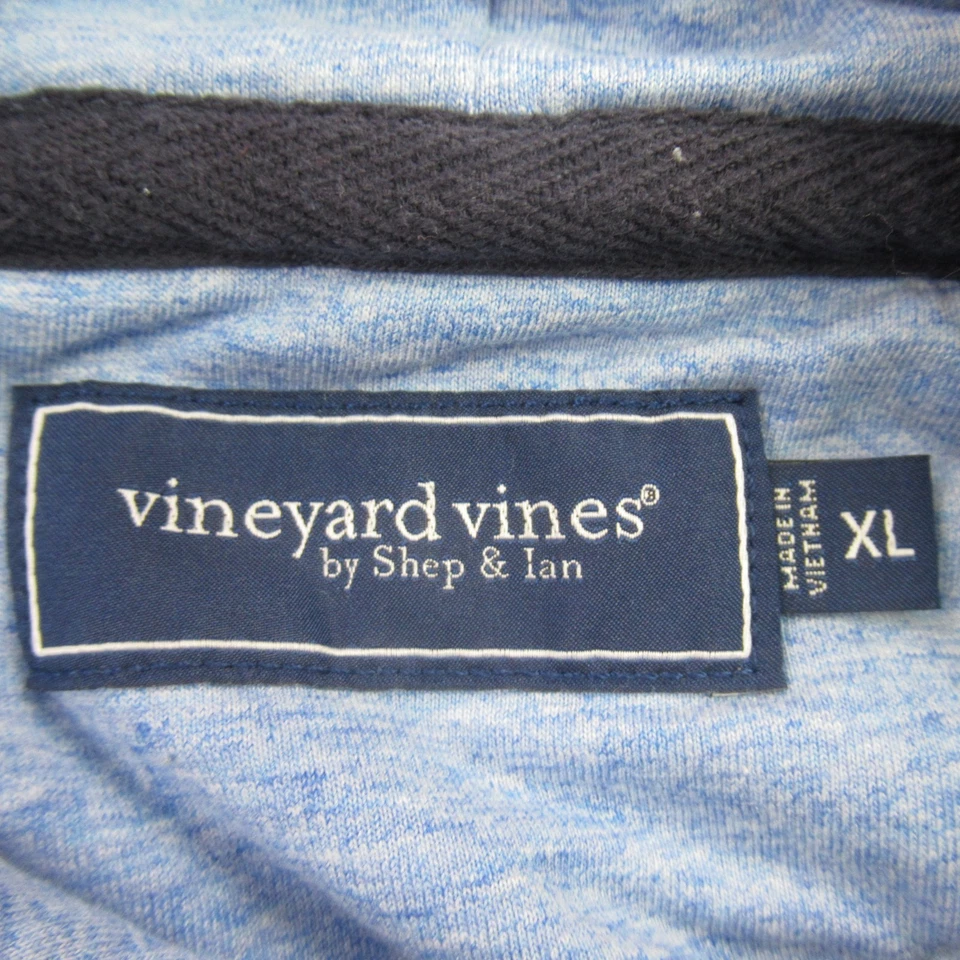 vineyard vines®
by Shep & Ian
MADE IN
VIETNAM
XL